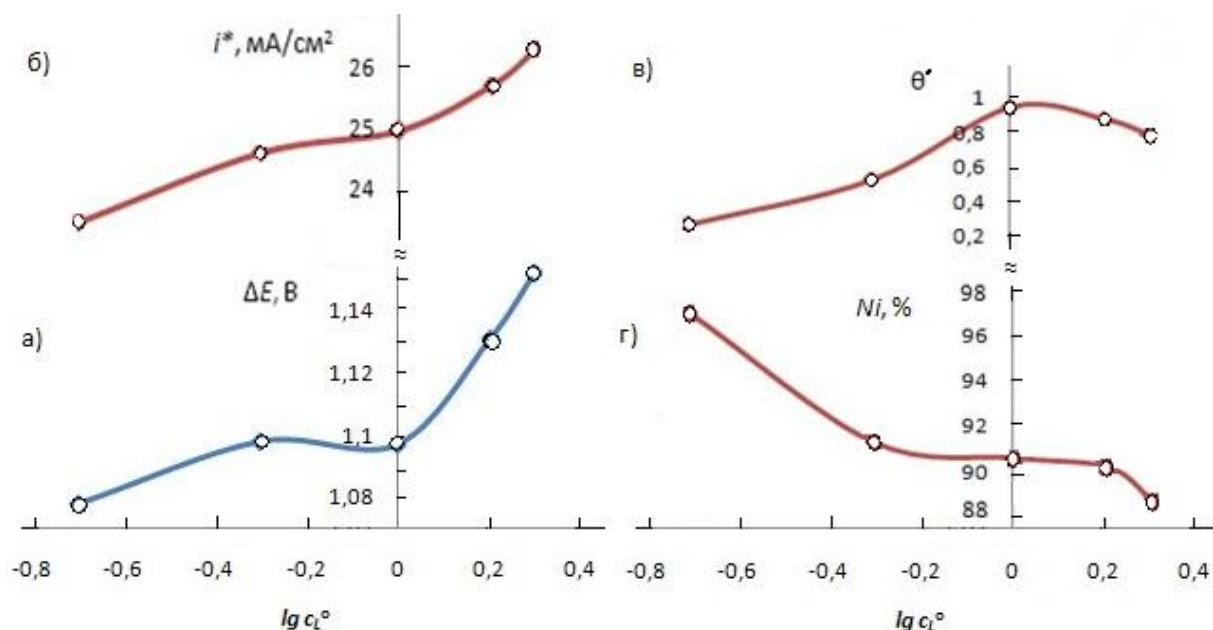 б)
i*, мА/см²
26
25
24
≈
а)
ΔE, В
1,14
1,12
1,1
1,08
-0,8 -0,6 -0,4 -0,2 0 0,2 0,4
lg c_L°
в)
θ′
1
0,8
0,6
0,4
0,2
≈
г)
Ni, %
98
96
94
92
90
88
-0,8 -0,6 -0,4 -0,2 0 0,2 0,4
lg c_L°